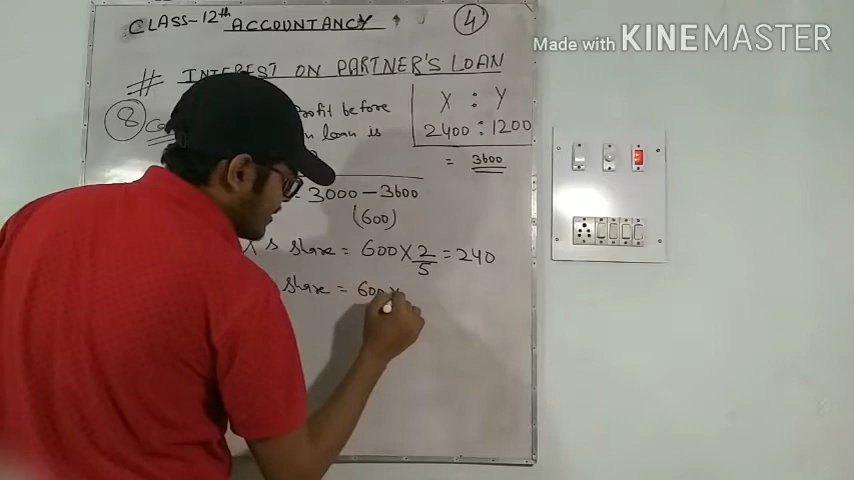 CLASS-12th ACCOUNTANCY
4
Made with KINEMASTER
# INTEREST ON PARTNER'S LOAN
8 profit before
loan is
X : Y
2400 : 1200
= 3600
= 3000 - 3600
(600)
X's share = 600 X 2/5 = 240
share = 600 x